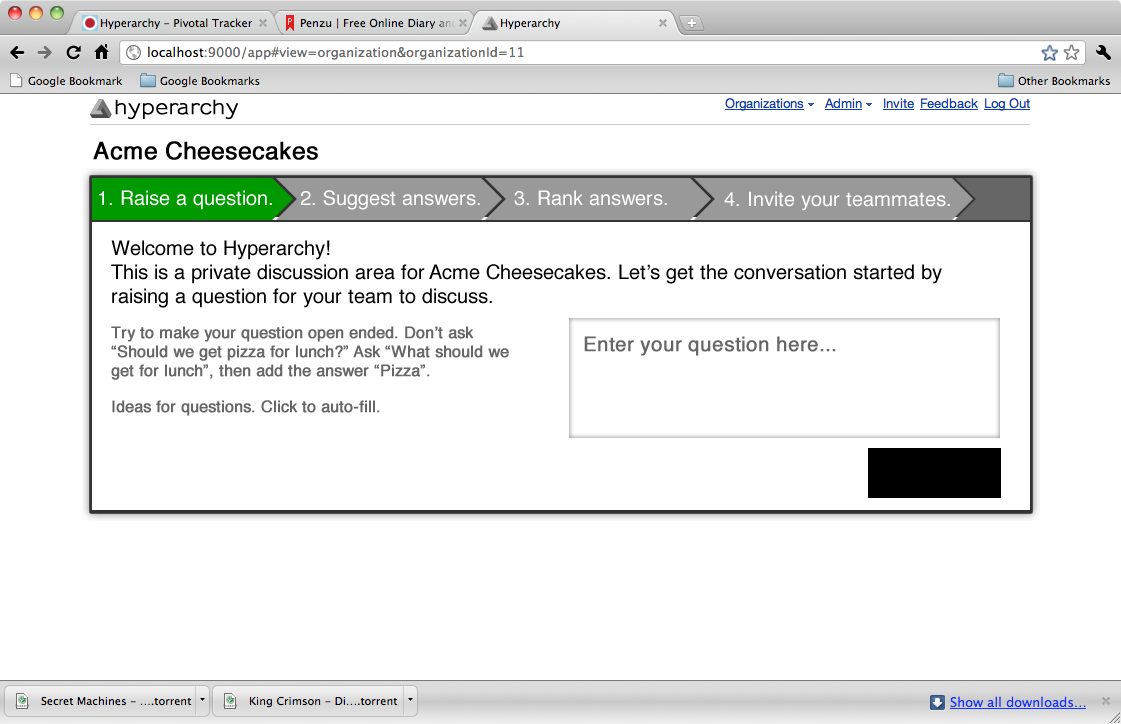 Hyperarchy – Pivotal Tracker
Penzu | Free Online Diary an
Hyperarchy
localhost:9000/app#view=organization&organizationId=11
Google Bookmark
Google Bookmarks
Other Bookmarks
hyperarchy
Organizations
Admin
Invite
Feedback
Log Out
Acme Cheesecakes
1. Raise a question.
2. Suggest answers.
3. Rank answers.
4. Invite your teammates.
Welcome to Hyperarchy!
This is a private discussion area for Acme Cheesecakes. Let’s get the conversation started by
raising a question for your team to discuss.
Try to make your question open ended. Don’t ask
“Should we get pizza for lunch?” Ask “What should we
get for lunch”, then add the answer “Pizza”.
Ideas for questions. Click to auto-fill.
Enter your question here...
Secret Machines – ....torrent
King Crimson – Di....torrent
Show all downloads...